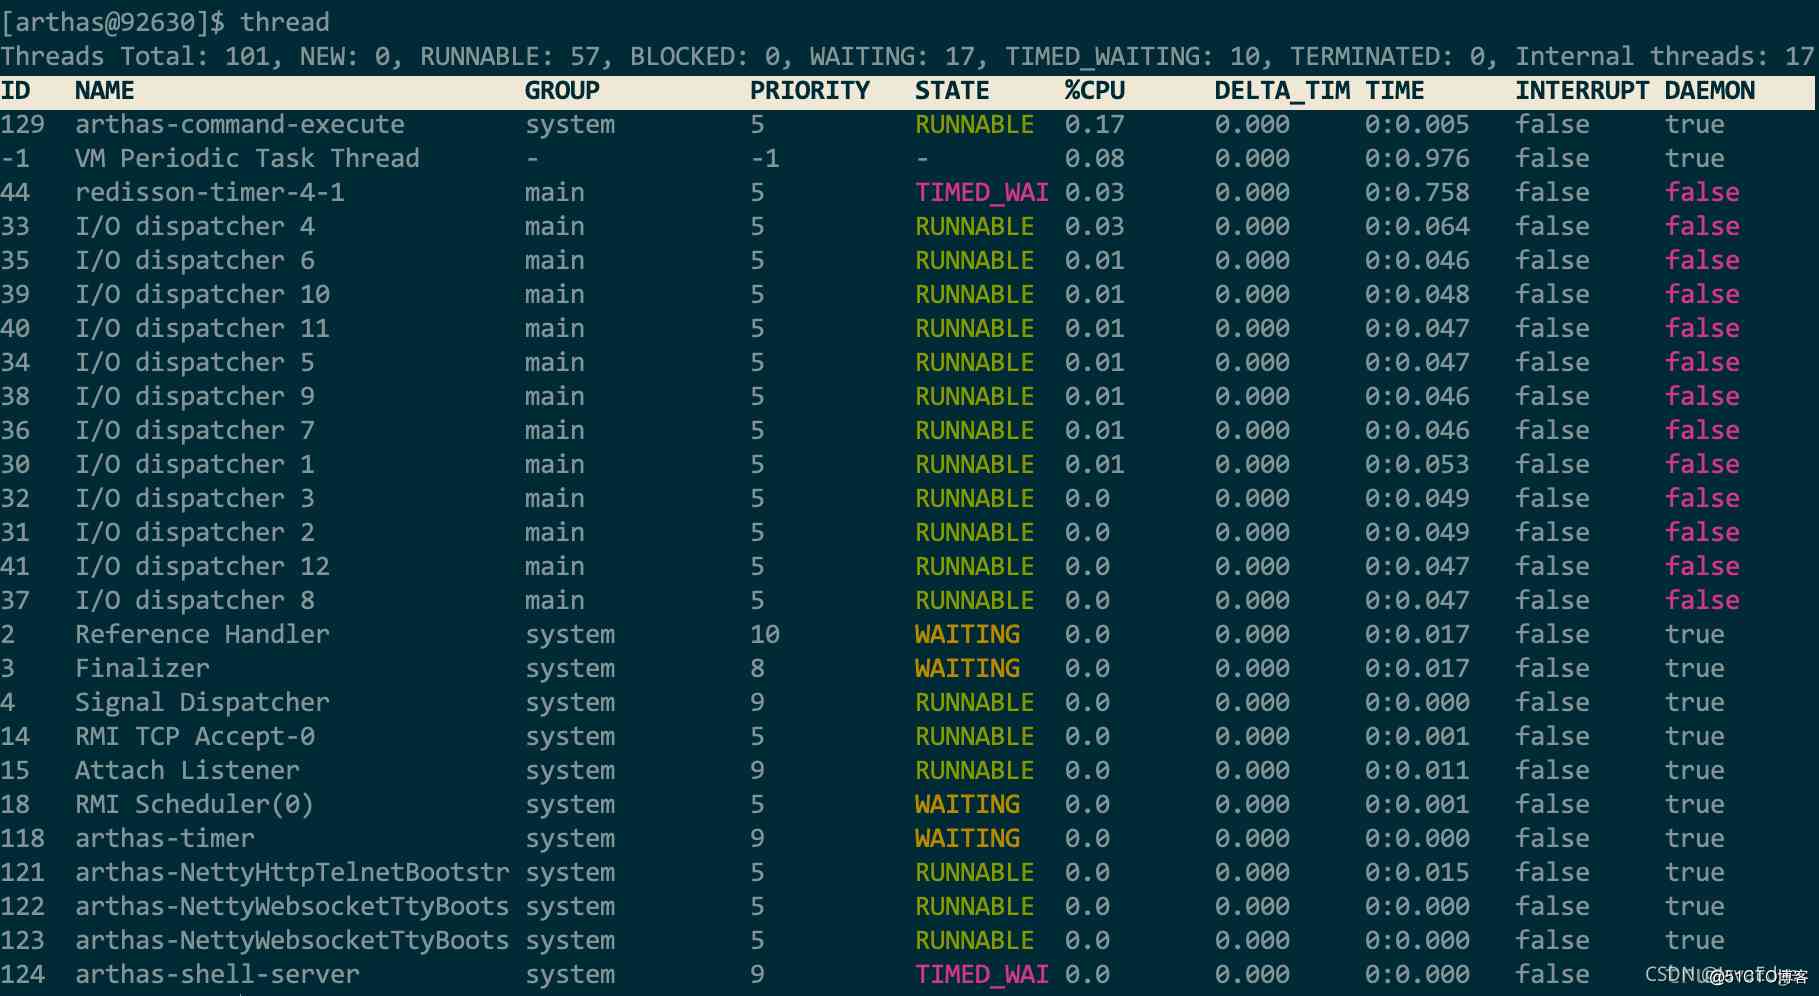 [arthas@92630]$ thread
Threads Total: 101, NEW: 0, RUNNABLE: 57, BLOCKED: 0, WAITING: 17, TIMED_WAITING: 10, TERMINATED: 0, Internal threads: 17
ID NAME GROUP PRIORITY STATE %CPU DELTA_TIM TIME INTERRUPT DAEMON
129 arthas-command-execute system 5 RUNNABLE 0.17 0.000 0:0.005 false true
-1 VM Periodic Task Thread - -1 - 0.08 0.000 0:0.976 false true
44 redisson-timer-4-1 main 5 TIMED_WAI 0.03 0.000 0:0.758 false false
33 I/O dispatcher 4 main 5 RUNNABLE 0.03 0.000 0:0.064 false false
35 I/O dispatcher 6 main 5 RUNNABLE 0.01 0.000 0:0.046 false false
39 I/O dispatcher 10 main 5 RUNNABLE 0.01 0.000 0:0.048 false false
40 I/O dispatcher 11 main 5 RUNNABLE 0.01 0.000 0:0.047 false false
34 I/O dispatcher 5 main 5 RUNNABLE 0.01 0.000 0:0.047 false false
38 I/O dispatcher 9 main 5 RUNNABLE 0.01 0.000 0:0.046 false false
36 I/O dispatcher 7 main 5 RUNNABLE 0.01 0.000 0:0.046 false false
30 I/O dispatcher 1 main 5 RUNNABLE 0.01 0.000 0:0.053 false false
32 I/O dispatcher 3 main 5 RUNNABLE 0.0 0.000 0:0.049 false false
31 I/O dispatcher 2 main 5 RUNNABLE 0.0 0.000 0:0.049 false false
41 I/O dispatcher 12 main 5 RUNNABLE 0.0 0.000 0:0.047 false false
37 I/O dispatcher 8 main 5 RUNNABLE 0.0 0.000 0:0.047 false false
2 Reference Handler system 10 WAITING 0.0 0.000 0:0.017 false true
3 Finalizer system 8 WAITING 0.0 0.000 0:0.017 false true
4 Signal Dispatcher system 9 RUNNABLE 0.0 0.000 0:0.000 false true
14 RMI TCP Accept-0 system 5 RUNNABLE 0.0 0.000 0:0.001 false true
15 Attach Listener system 9 RUNNABLE 0.0 0.000 0:0.011 false true
18 RMI Scheduler(0) system 5 WAITING 0.0 0.000 0:0.001 false true
118 arthas-timer system 9 WAITING 0.0 0.000 0:0.000 false true
121 arthas-NettyHttpTelnetBootstr system 5 RUNNABLE 0.0 0.000 0:0.015 false true
122 arthas-NettyWebsocketTtyBoots system 5 RUNNABLE 0.0 0.000 0:0.000 false true
123 arthas-NettyWebsocketTtyBoots system 5 RUNNABLE 0.0 0.000 0:0.000 false true
124 arthas-shell-server system 9 TIMED_WAI 0.0 0.000 0:0.000 false
CSDN @51CTO博客